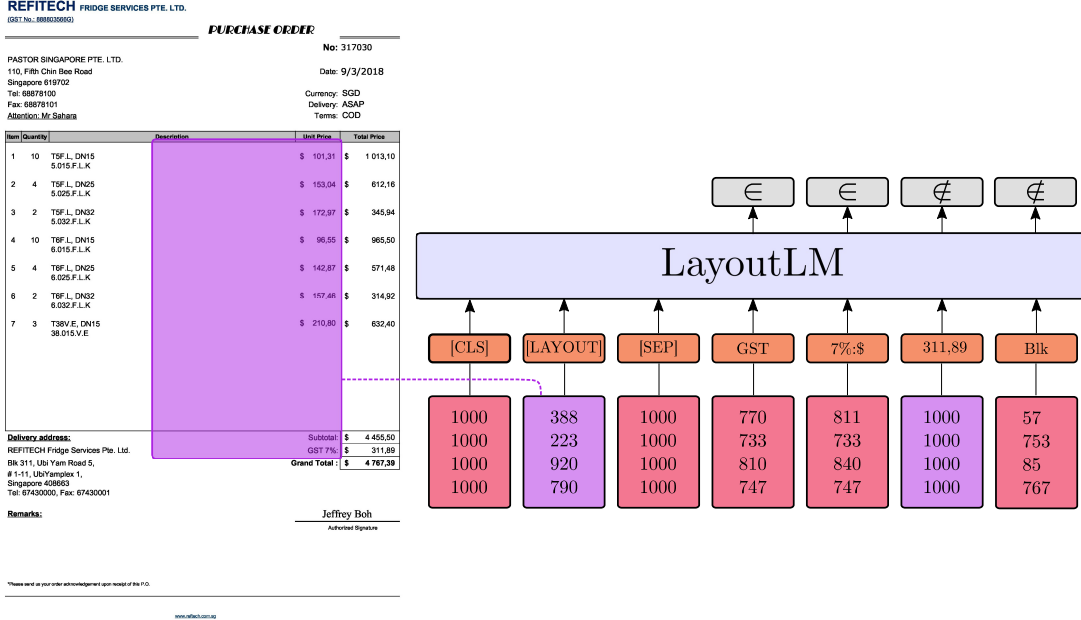 REFITECH FRIDGE SERVICES PTE. LTD.
(GST No.: 888803566G)
PURCHASE ORDER
No: 317030
PASTOR SINGAPORE PTE. LTD.
110, Fifth Chin Bee Road
Date: 9/3/2018
Singapore 619702
Tel: 68878100
Currency: SGD
Fax: 68878101
Delivery: ASAP
Attention: Mr Sahara
Terms: COD
Item Quantity Description Unit Price Total Price
1 10 T5F.L, DN15 $ 101,31 $ 1 013,10
5.015.F.L.K
2 4 T5F.L, DN25 $ 153,04 $ 612,16
5.025.F.L.K
3 2 T5F.L, DN32 $ 172,97 $ 345,94
5.032.F.L.K
4 10 T6F.L, DN15 $ 96,55 $ 965,50
6.015.F.L.K
5 4 T6F.L, DN25 $ 142,87 $ 571,48
6.025.F.L.K
6 2 T6F.L, DN32 $ 157,46 $ 314,92
6.032.F.L.K
7 3 T38V.E, DN15 $ 210,80 $ 632,40
38.015.V.E
Delivery address: Subtotal: $ 4 455,50
REFITECH Fridge Services Pte. Ltd. GST 7%: $ 311,89
Blk 311, Ubi Yam Road 5, Grand Total : $ 4 767,39
# 1-11, UbiYamplex 1,
Singapore 408663
Tel: 67430000, Fax: 67430001
Remarks:
Jeffrey Boh
Authorized Signature
*Please send us your order acknowledgement upon receipt of this P.O.
www.refitech.com.sg
∈ ∈ ∉ ∉
LayoutLM
[CLS] [LAYOUT] [SEP] GST 7%:$ 311,89 Blk
1000 388 1000 770 811 1000 57
1000 223 1000 733 733 1000 753
1000 920 1000 810 840 1000 85
1000 790 1000 747 747 1000 767